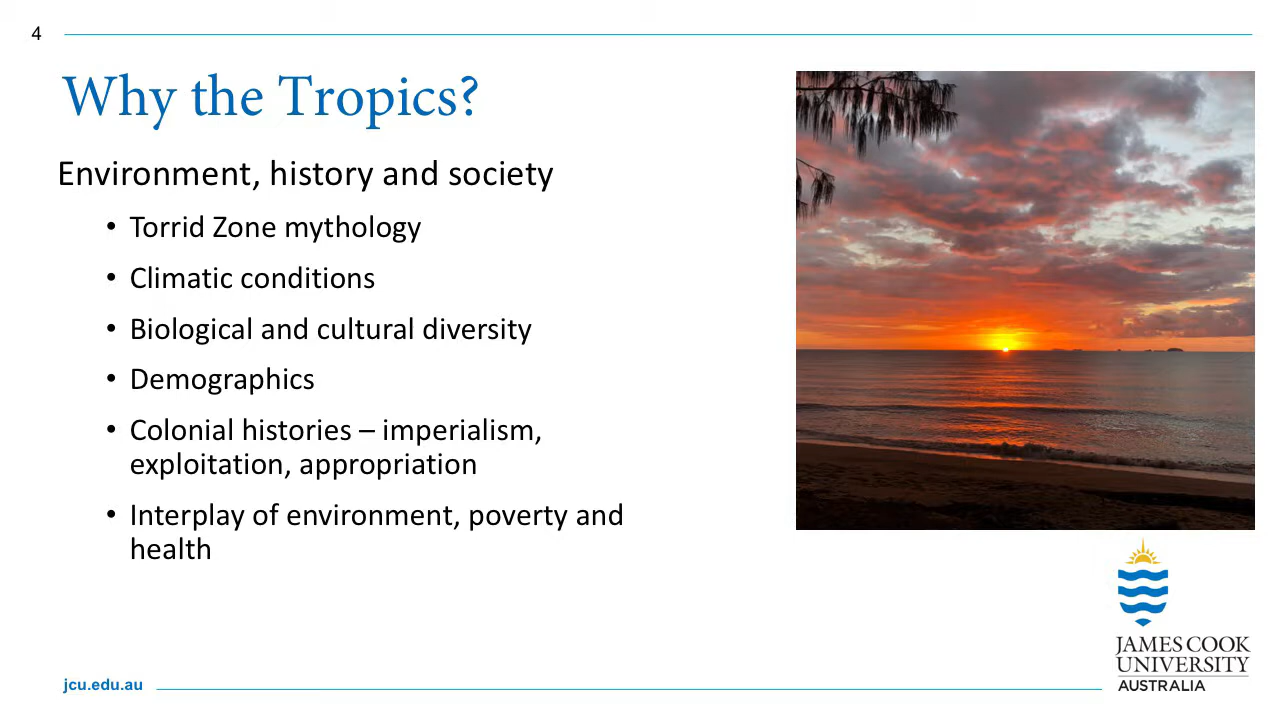 4
Why the Tropics?
Environment, history and society
• Torrid Zone mythology
• Climatic conditions
• Biological and cultural diversity
• Demographics
• Colonial histories – imperialism,
exploitation, appropriation
• Interplay of environment, poverty and
health
JAMES COOK
UNIVERSITY
AUSTRALIA
jcu.edu.au